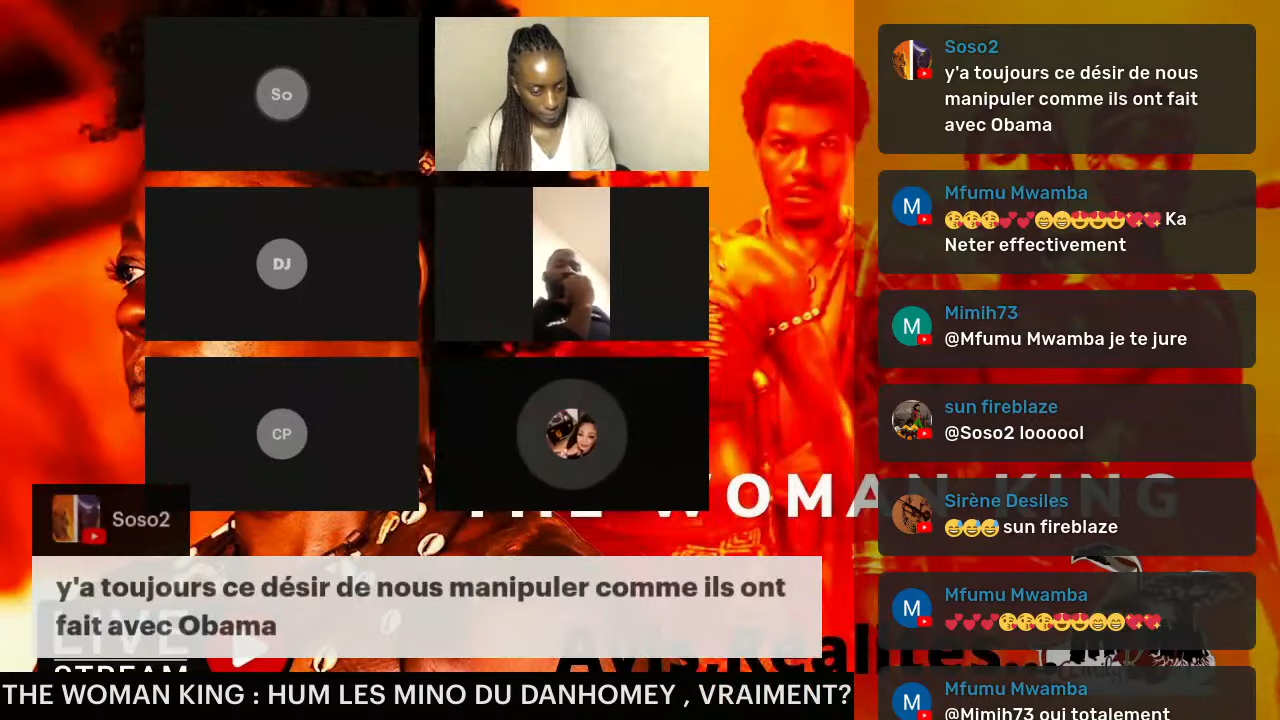 So
DJ
CP
THE WOMAN KING
Soso2
y'a toujours ce désir de nous manipuler comme ils ont
fait avec Obama
LIVE
STREAM
Avis,Réalités...
THE WOMAN KING : HUM LES MINO DU DANHOMEY , VRAIMENT?
Soso2
y'a toujours ce désir de nous
manipuler comme ils ont fait
avec Obama
Mfumu Mwamba
😘😘😘💕💕😁😁😍😍😍💖💖 Ka
Neter effectivement
Mimih73
@Mfumu Mwamba je te jure
sun fireblaze
@Soso2 loooool
Sirène Desiles
😅😅😅 sun fireblaze
Mfumu Mwamba
💕💕💕😘😘😘😍😍😁😁💖💖
Mfumu Mwamba
@Mimih73 oui totalement